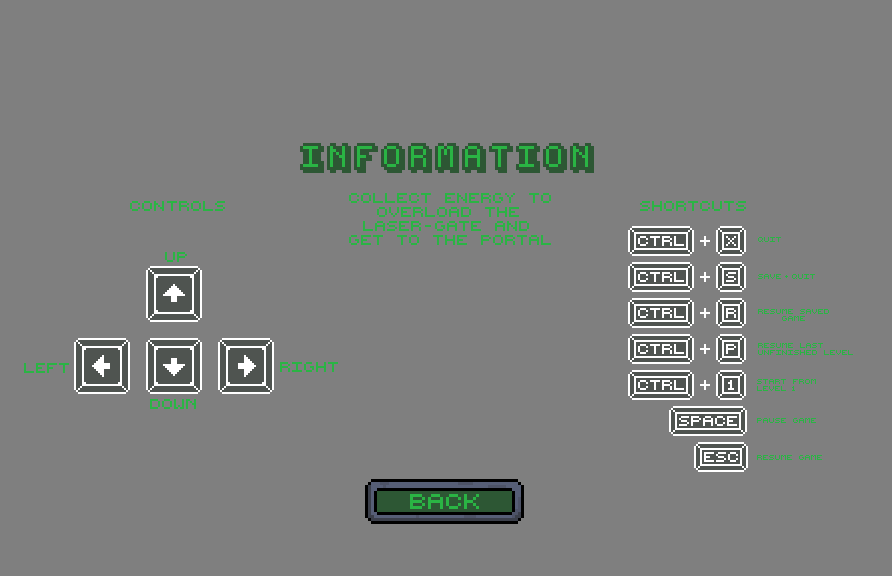 INFORMATION
COLLECT ENERGY TO
OVERLOAD THE
LASER-GATE AND
GET TO THE PORTAL
CONTROLS
UP
LEFT
RIGHT
DOWN
SHORTCUTS
CTRL + X
CTRL + S
CTRL + R
CTRL + P
CTRL + 1
SPACE
ESC
BACK